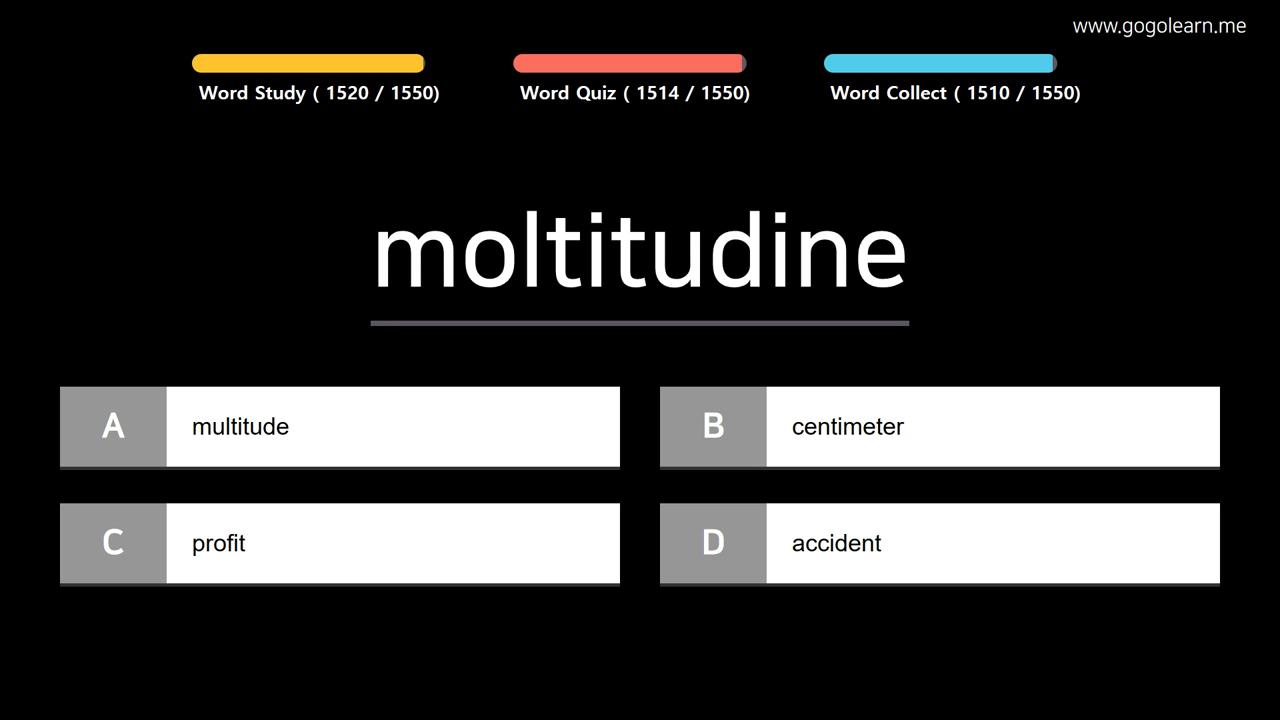 www.gogolearn.me
Word Study ( 1520 / 1550)
Word Quiz ( 1514 / 1550)
Word Collect ( 1510 / 1550)
moltitudine
A
multitude
B
centimeter
C
profit
D
accident